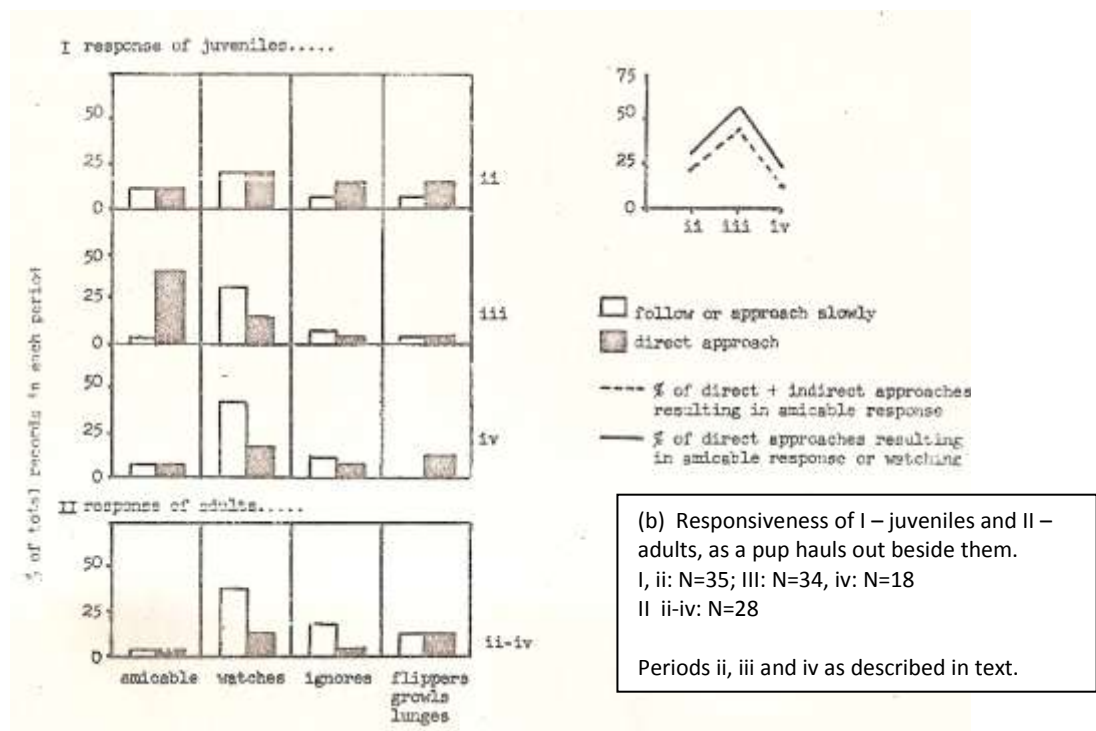 I response of juveniles.....
50
25
0
ii
50
25
0
iii
50
25
0
iv
% of total records in each period
II response of adults.....
50
25
0
ii-iv
amicable watches ignores flippers
growls
lunges
75
50
25
0
ii iii iv
follow or approach slowly
direct approach
% of direct + indirect approaches
resulting in amicable response
% of direct approaches resulting
in amicable response or watching
(b) Responsiveness of I – juveniles and II –
adults, as a pup hauls out beside them.
I, ii: N=35; III: N=34, iv: N=18
II ii-iv: N=28
Periods ii, iii and iv as described in text.